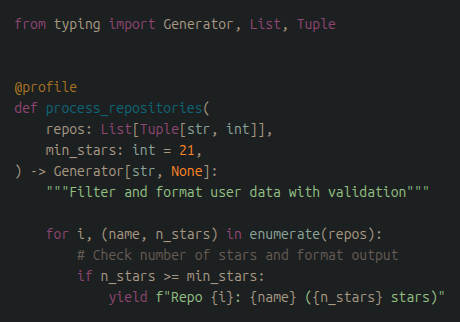 from typing import Generator, List, Tuple
@profile
def process_repositories(
    repos: List[Tuple[str, int]],
    min_stars: int = 21,
) -> Generator[str, None]:
    """Filter and format user data with validation"""
    for i, (name, n_stars) in enumerate(repos):
        # Check number of stars and format output
        if n_stars >= min_stars:
            yield f"Repo {i}: {name} ({n_stars} stars)"